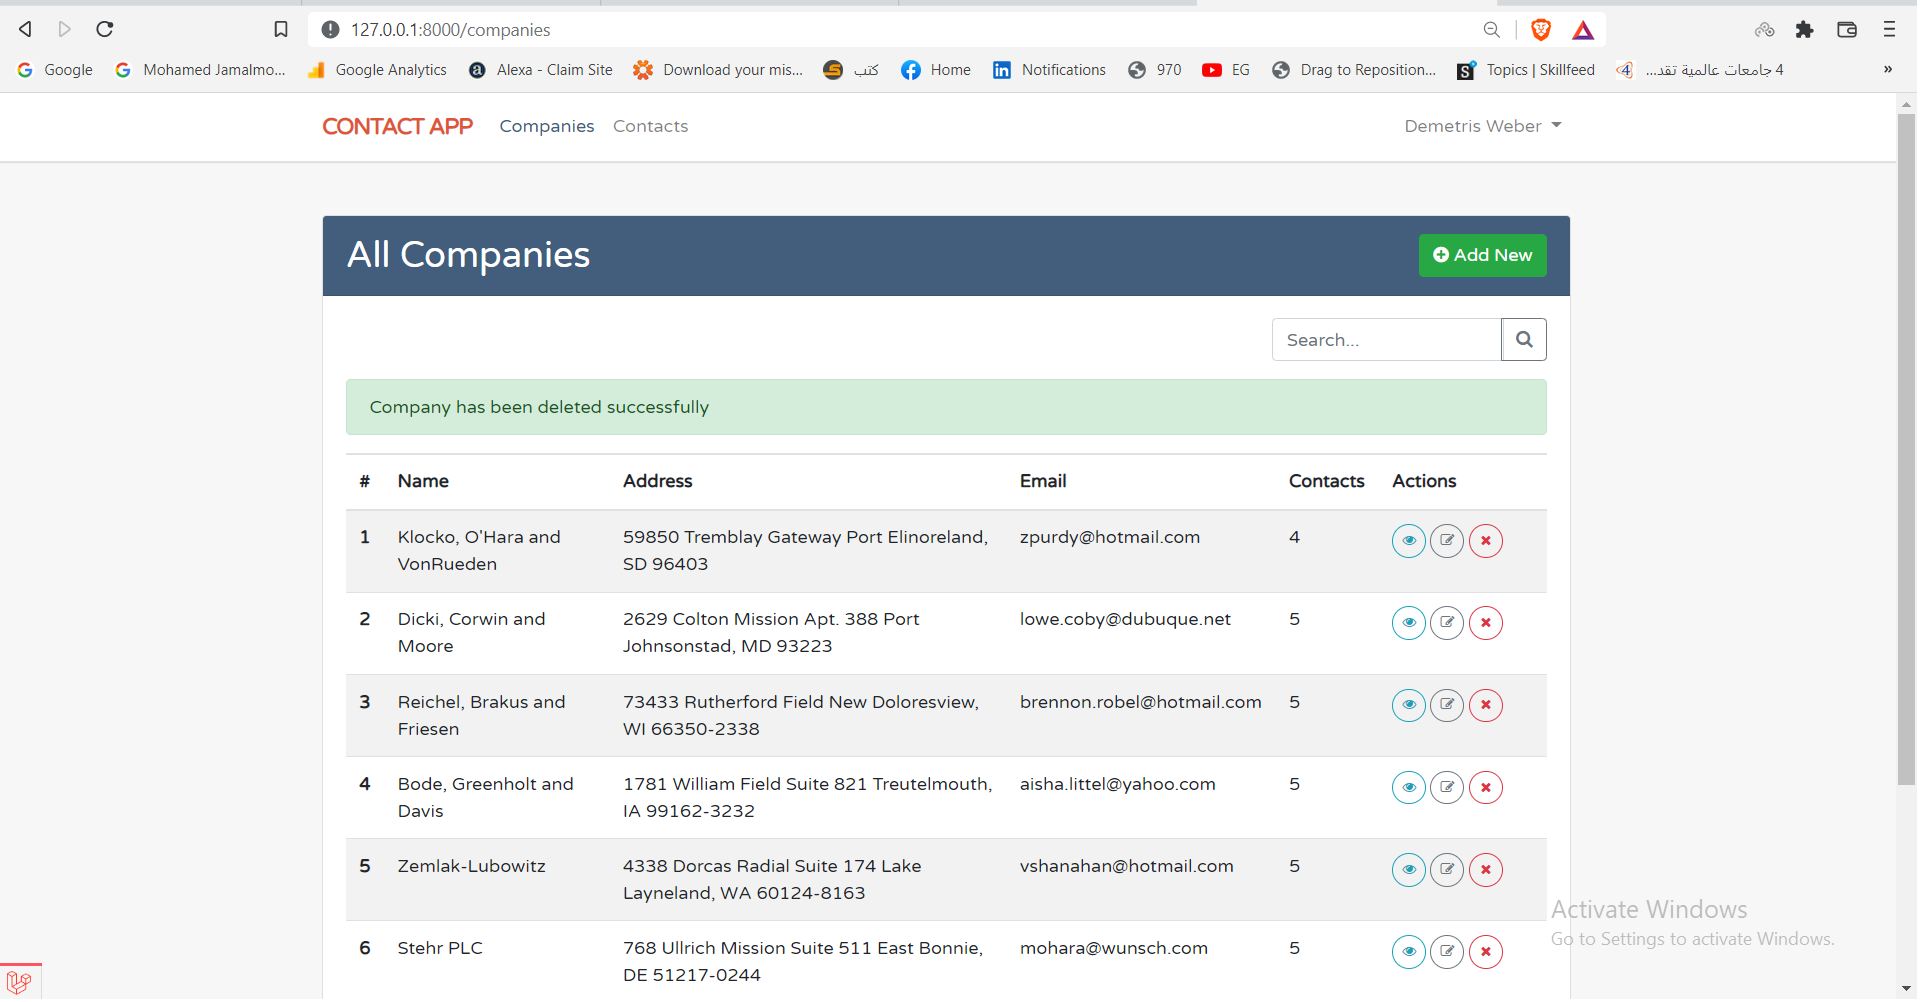 127.0.0.1:8000/companies
Google
Mohamed Jamalmo...
Google Analytics
Alexa - Claim Site
Download your mis...
كتب
Home
Notifications
970
EG
Drag to Reposition...
Topics | Skillfeed
4 جامعات عالمية تقد...
»
CONTACT APP Companies Contacts Demetris Weber
All Companies
Add New
Search...
Company has been deleted successfully
# Name Address Email Contacts Actions
1 Klocko, O'Hara and 59850 Tremblay Gateway Port Elinoreland, zpurdy@hotmail.com 4
VonRueden SD 96403
2 Dicki, Corwin and 2629 Colton Mission Apt. 388 Port lowe.coby@dubuque.net 5
Moore Johnsonstad, MD 93223
3 Reichel, Brakus and 73433 Rutherford Field New Doloresview, brennon.robel@hotmail.com 5
Friesen WI 66350-2338
4 Bode, Greenholt and 1781 William Field Suite 821 Treutelmouth, aisha.littel@yahoo.com 5
Davis IA 99162-3232
5 Zemlak-Lubowitz 4338 Dorcas Radial Suite 174 Lake vshanahan@hotmail.com 5
Layneland, WA 60124-8163
6 Stehr PLC 768 Ullrich Mission Suite 511 East Bonnie, mohara@wunsch.com 5
DE 51217-0244
Activate Windows
Go to Settings to activate Windows.